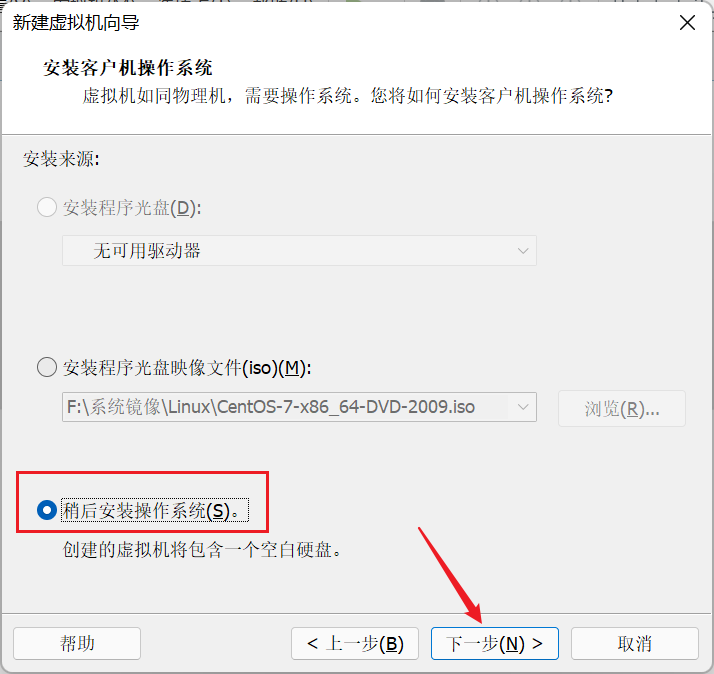 新建虚拟机向导
安装客户机操作系统
虚拟机如同物理机，需要操作系统。您将如何安装客户机操作系统?
安装来源:
安装程序光盘(D):
无可用驱动器
安装程序光盘映像文件(iso)(M):
F:\系统镜像\Linux\CentOS-7-x86_64-DVD-2009.iso
浏览(R)...
稍后安装操作系统(S)。
创建的虚拟机将包含一个空白硬盘。
帮助
< 上一步(B)
下一步(N) >
取消